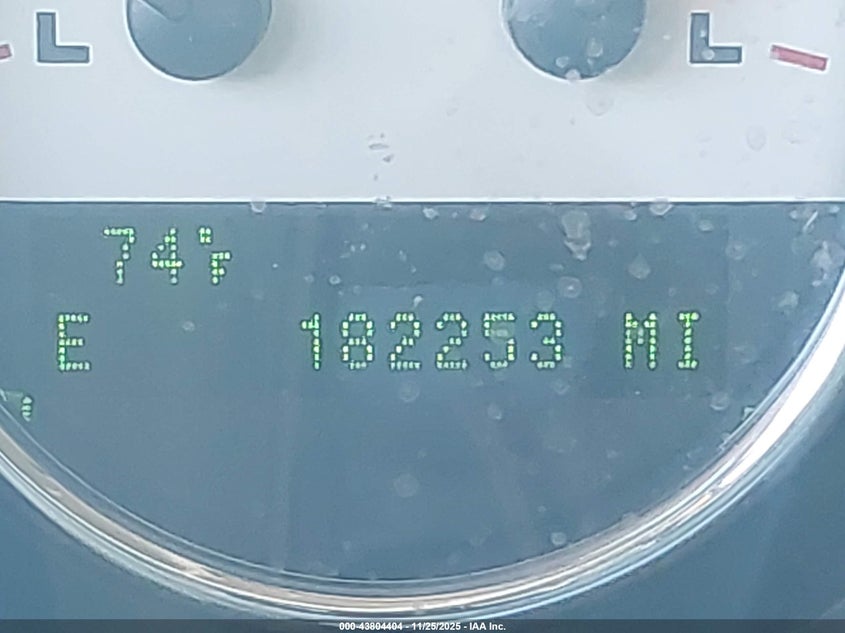 L L
74°F
E 182253 MI
000-43804404 - 11/25/2025 - IAA Inc.